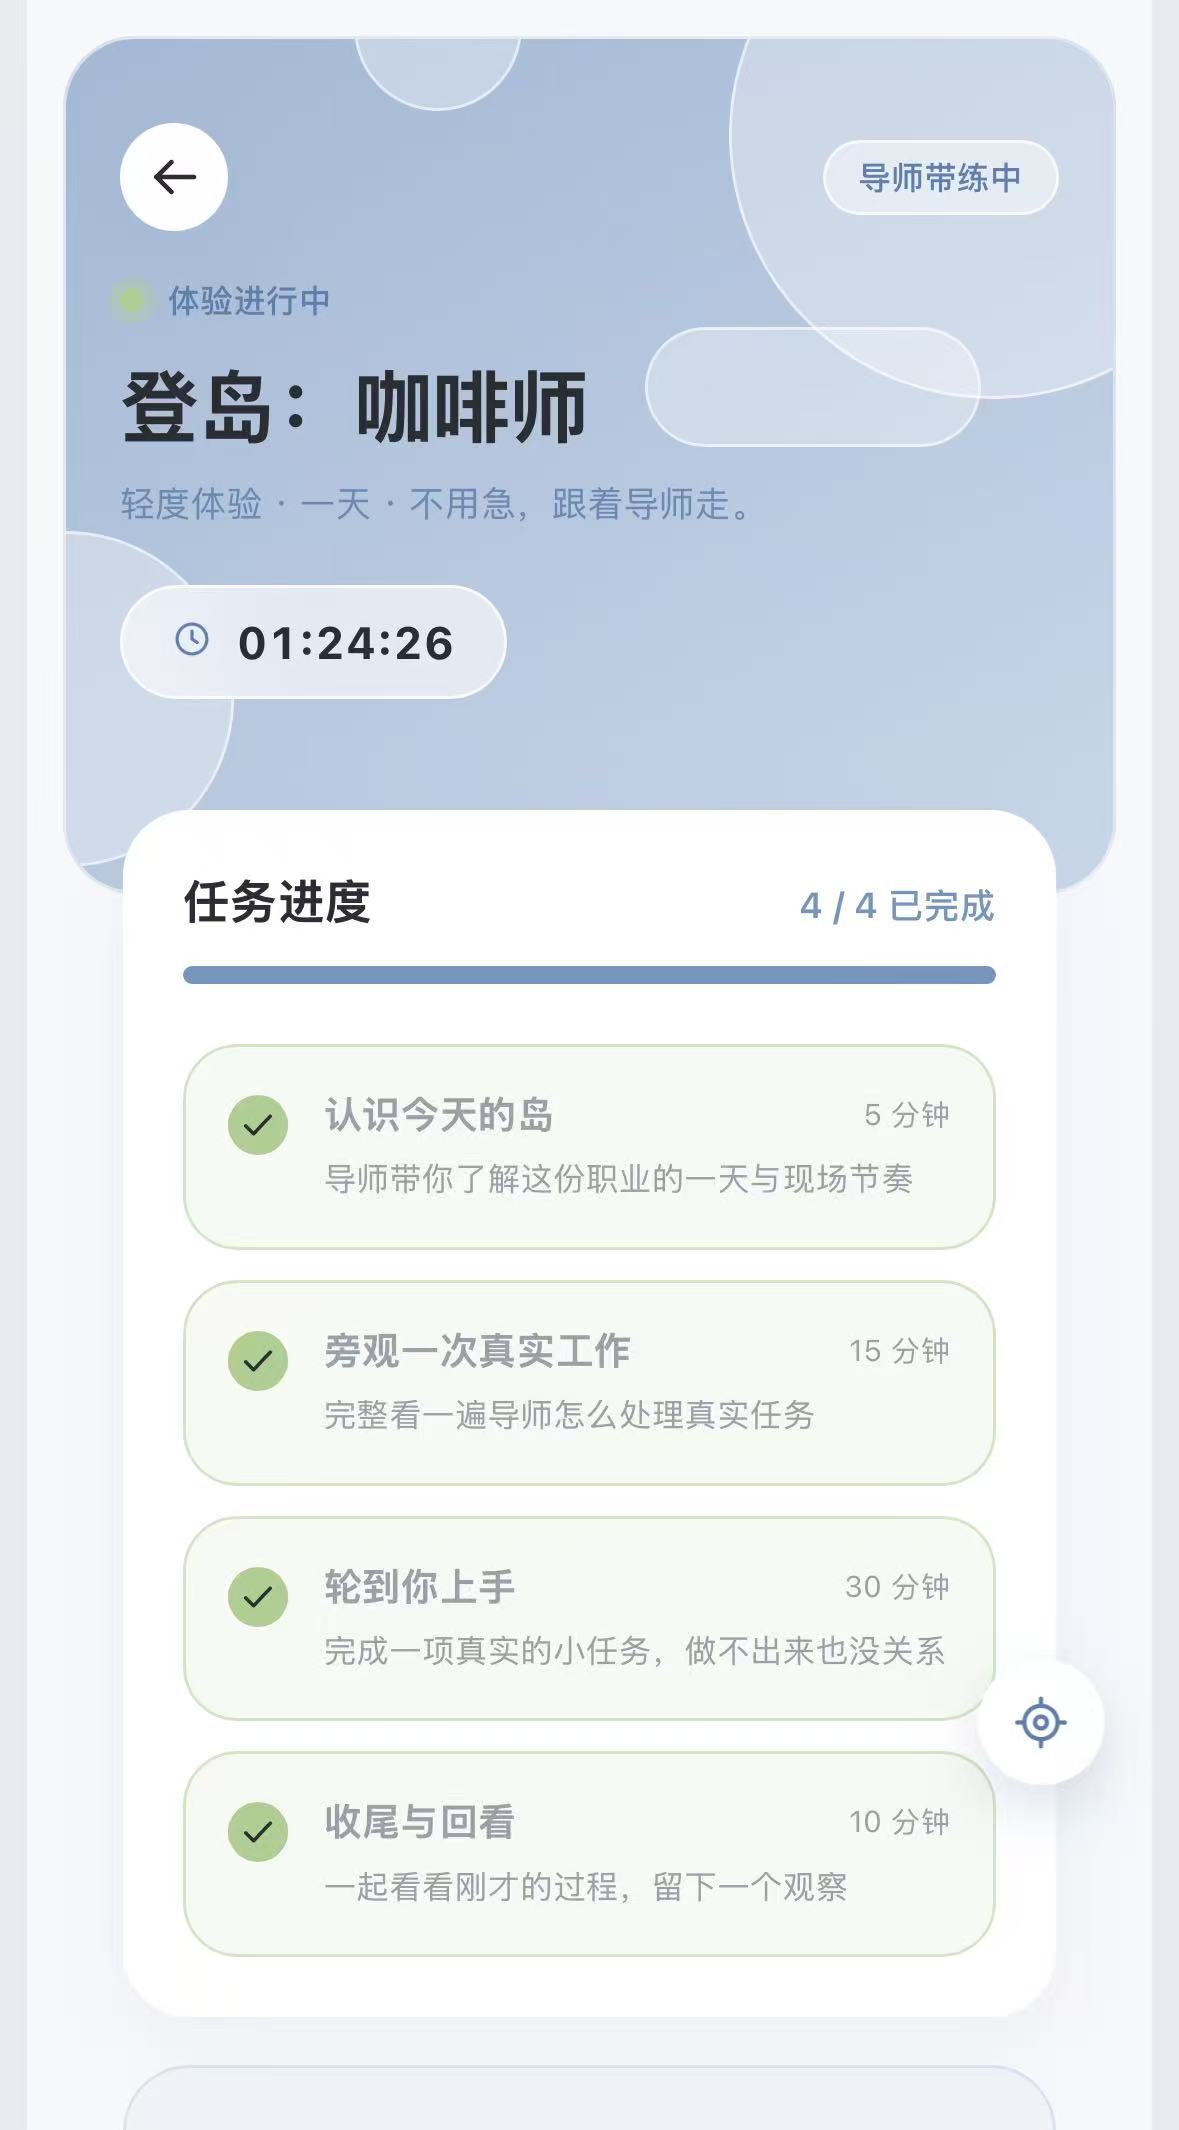 导师带练中
体验进行中
登岛：咖啡师
轻度体验 · 一天 · 不用急，跟着导师走。
01:24:26
任务进度
4 / 4 已完成
认识今天的岛
5 分钟
导师带你了解这份职业的一天与现场节奏
旁观一次真实工作
15 分钟
完整看一遍导师怎么处理真实任务
轮到你上手
30 分钟
完成一项真实的小任务，做不出来也没关系
收尾与回看
10 分钟
一起看看刚才的过程，留下一个观察